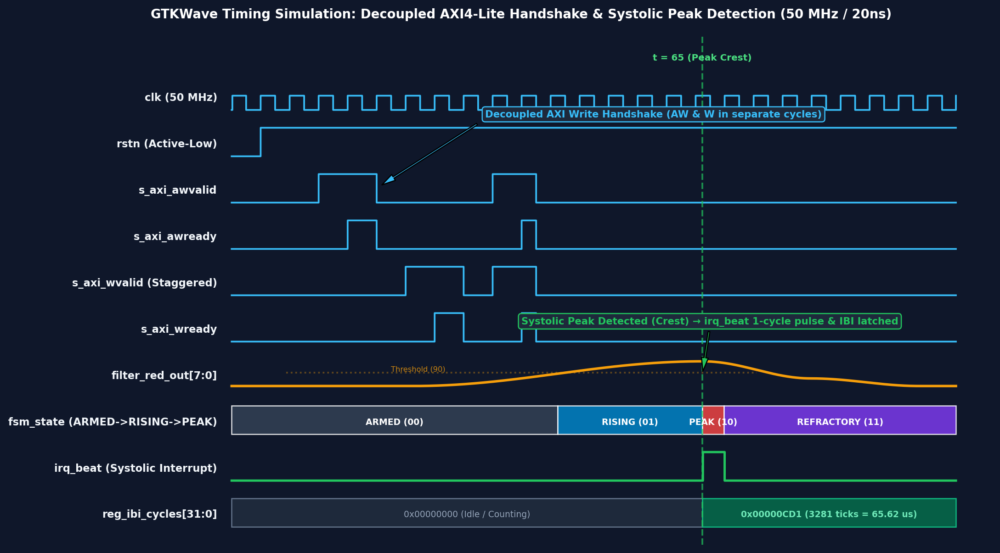 GTKWave Timing Simulation: Decoupled AXI4-Lite Handshake & Systolic Peak Detection (50 MHz / 20ns)
t = 65 (Peak Crest)
clk (50 MHz)
Decoupled AXI Write Handshake (AW & W in separate cycles)
rstn (Active-Low)
s_axi_awvalid
s_axi_awready
s_axi_wvalid (Staggered)
Systolic Peak Detected (Crest) → irq_beat 1-cycle pulse & IBI latched
s_axi_wready
Threshold (90)
filter_red_out[7:0]
fsm_state (ARMED->RISING->PEAK)
ARMED (00)
RISING (01)
PEAK (10)
REFRACTORY (11)
irq_beat (Systolic Interrupt)
reg_ibi_cycles[31:0]
0x00000000 (Idle / Counting)
0x00000CD1 (3281 ticks = 65.62 us)